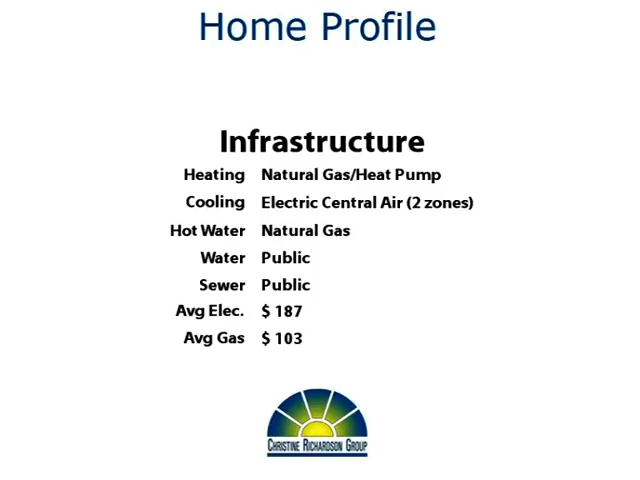 Home Profile
Infrastructure
Heating Natural Gas/Heat Pump
Cooling Electric Central Air (2 zones)
Hot Water Natural Gas
Water Public
Sewer Public
Avg Elec. $ 187
Avg Gas $ 103
Christine Richardson Group